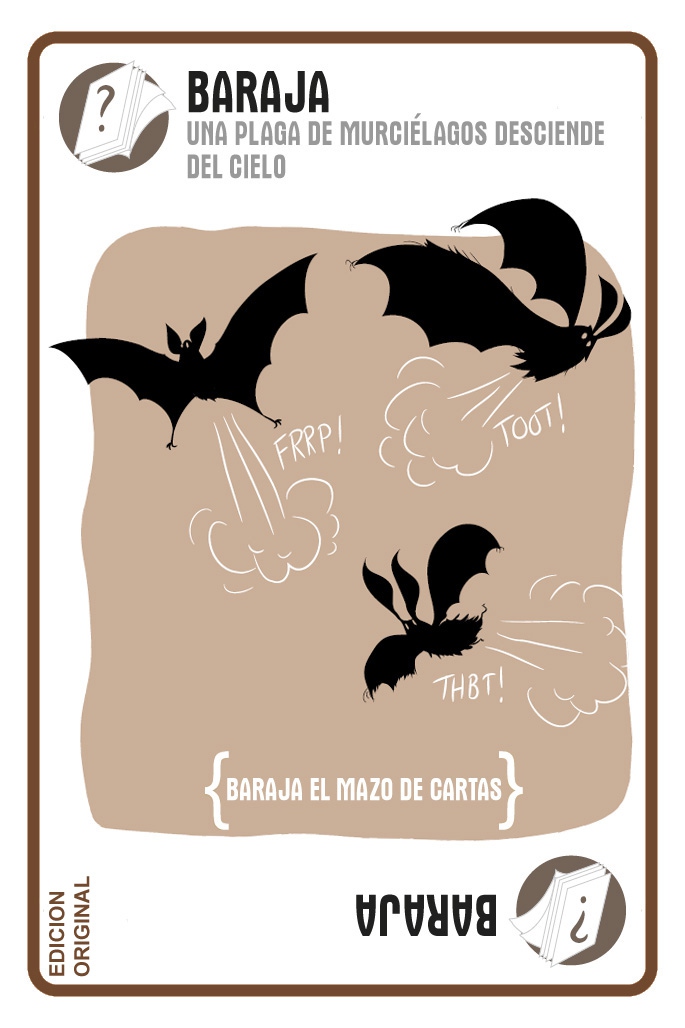 ?
BARAJA
UNA PLAGA DE MURCIÉLAGOS DESCIENDE
DEL CIELO
FRRP!
TOOT!
THBT!
{BARAJA EL MAZO DE CARTAS}
EDICION
ORIGINAL
BARAJA
?